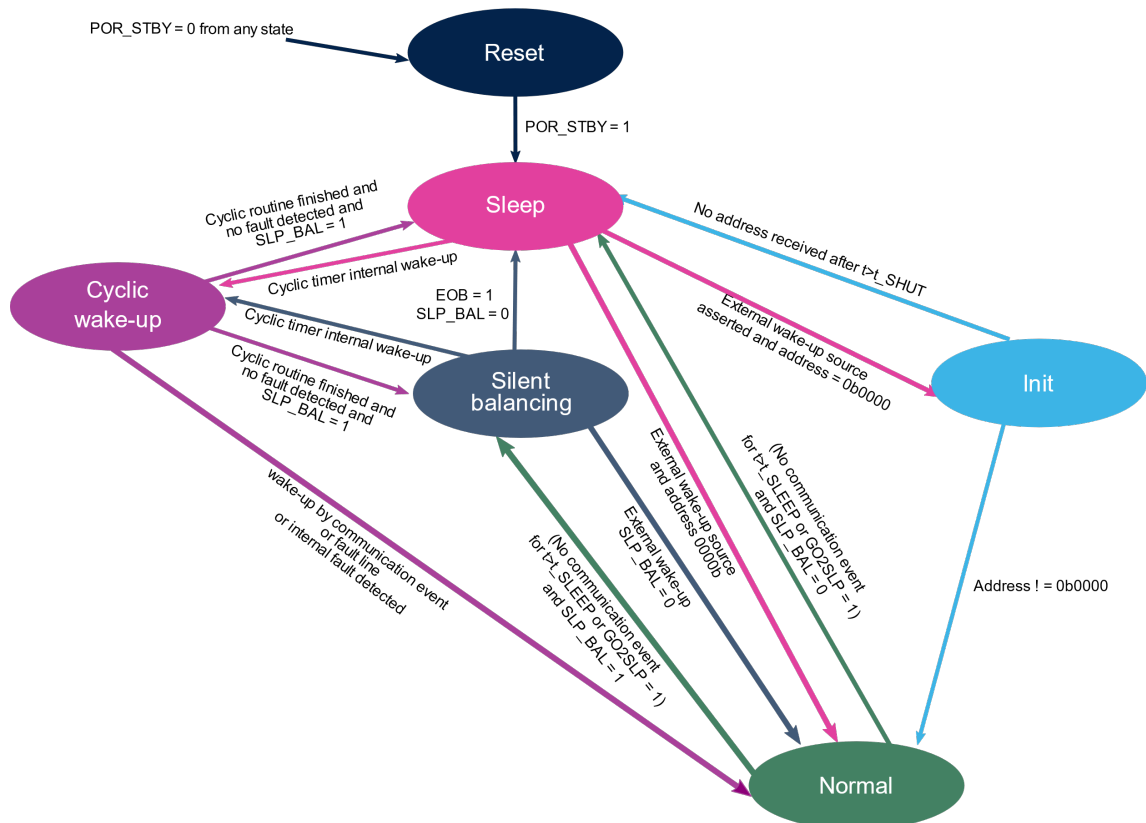 POR_STBY = 0 from any state
Reset
POR_STBY = 1
Sleep
Cyclic routine finished and
no fault detected and
SLP_BAL = 1
Cyclic timer internal wake-up
No address received after t>t_SHUT
Cyclic
wake-up
EOB = 1
SLP_BAL = 0
Cyclic timer internal wake-up
External wake-up source
asserted and address = 0b0000
Cyclic routine finished and
no fault detected and
SLP_BAL = 1
Silent
balancing
Init
wake-up by communication event
or fault line
or internal fault detected
(No communication event
for t>t_SLEEP or GO2SLP = 1)
and SLP_BAL = 1
External wake-up
SLP_BAL = 0
External wake-up source
and address 0000b
(No communication event
for t>t_SLEEP or GO2SLP = 1)
and SLP_BAL = 0
Address ! = 0b0000
Normal